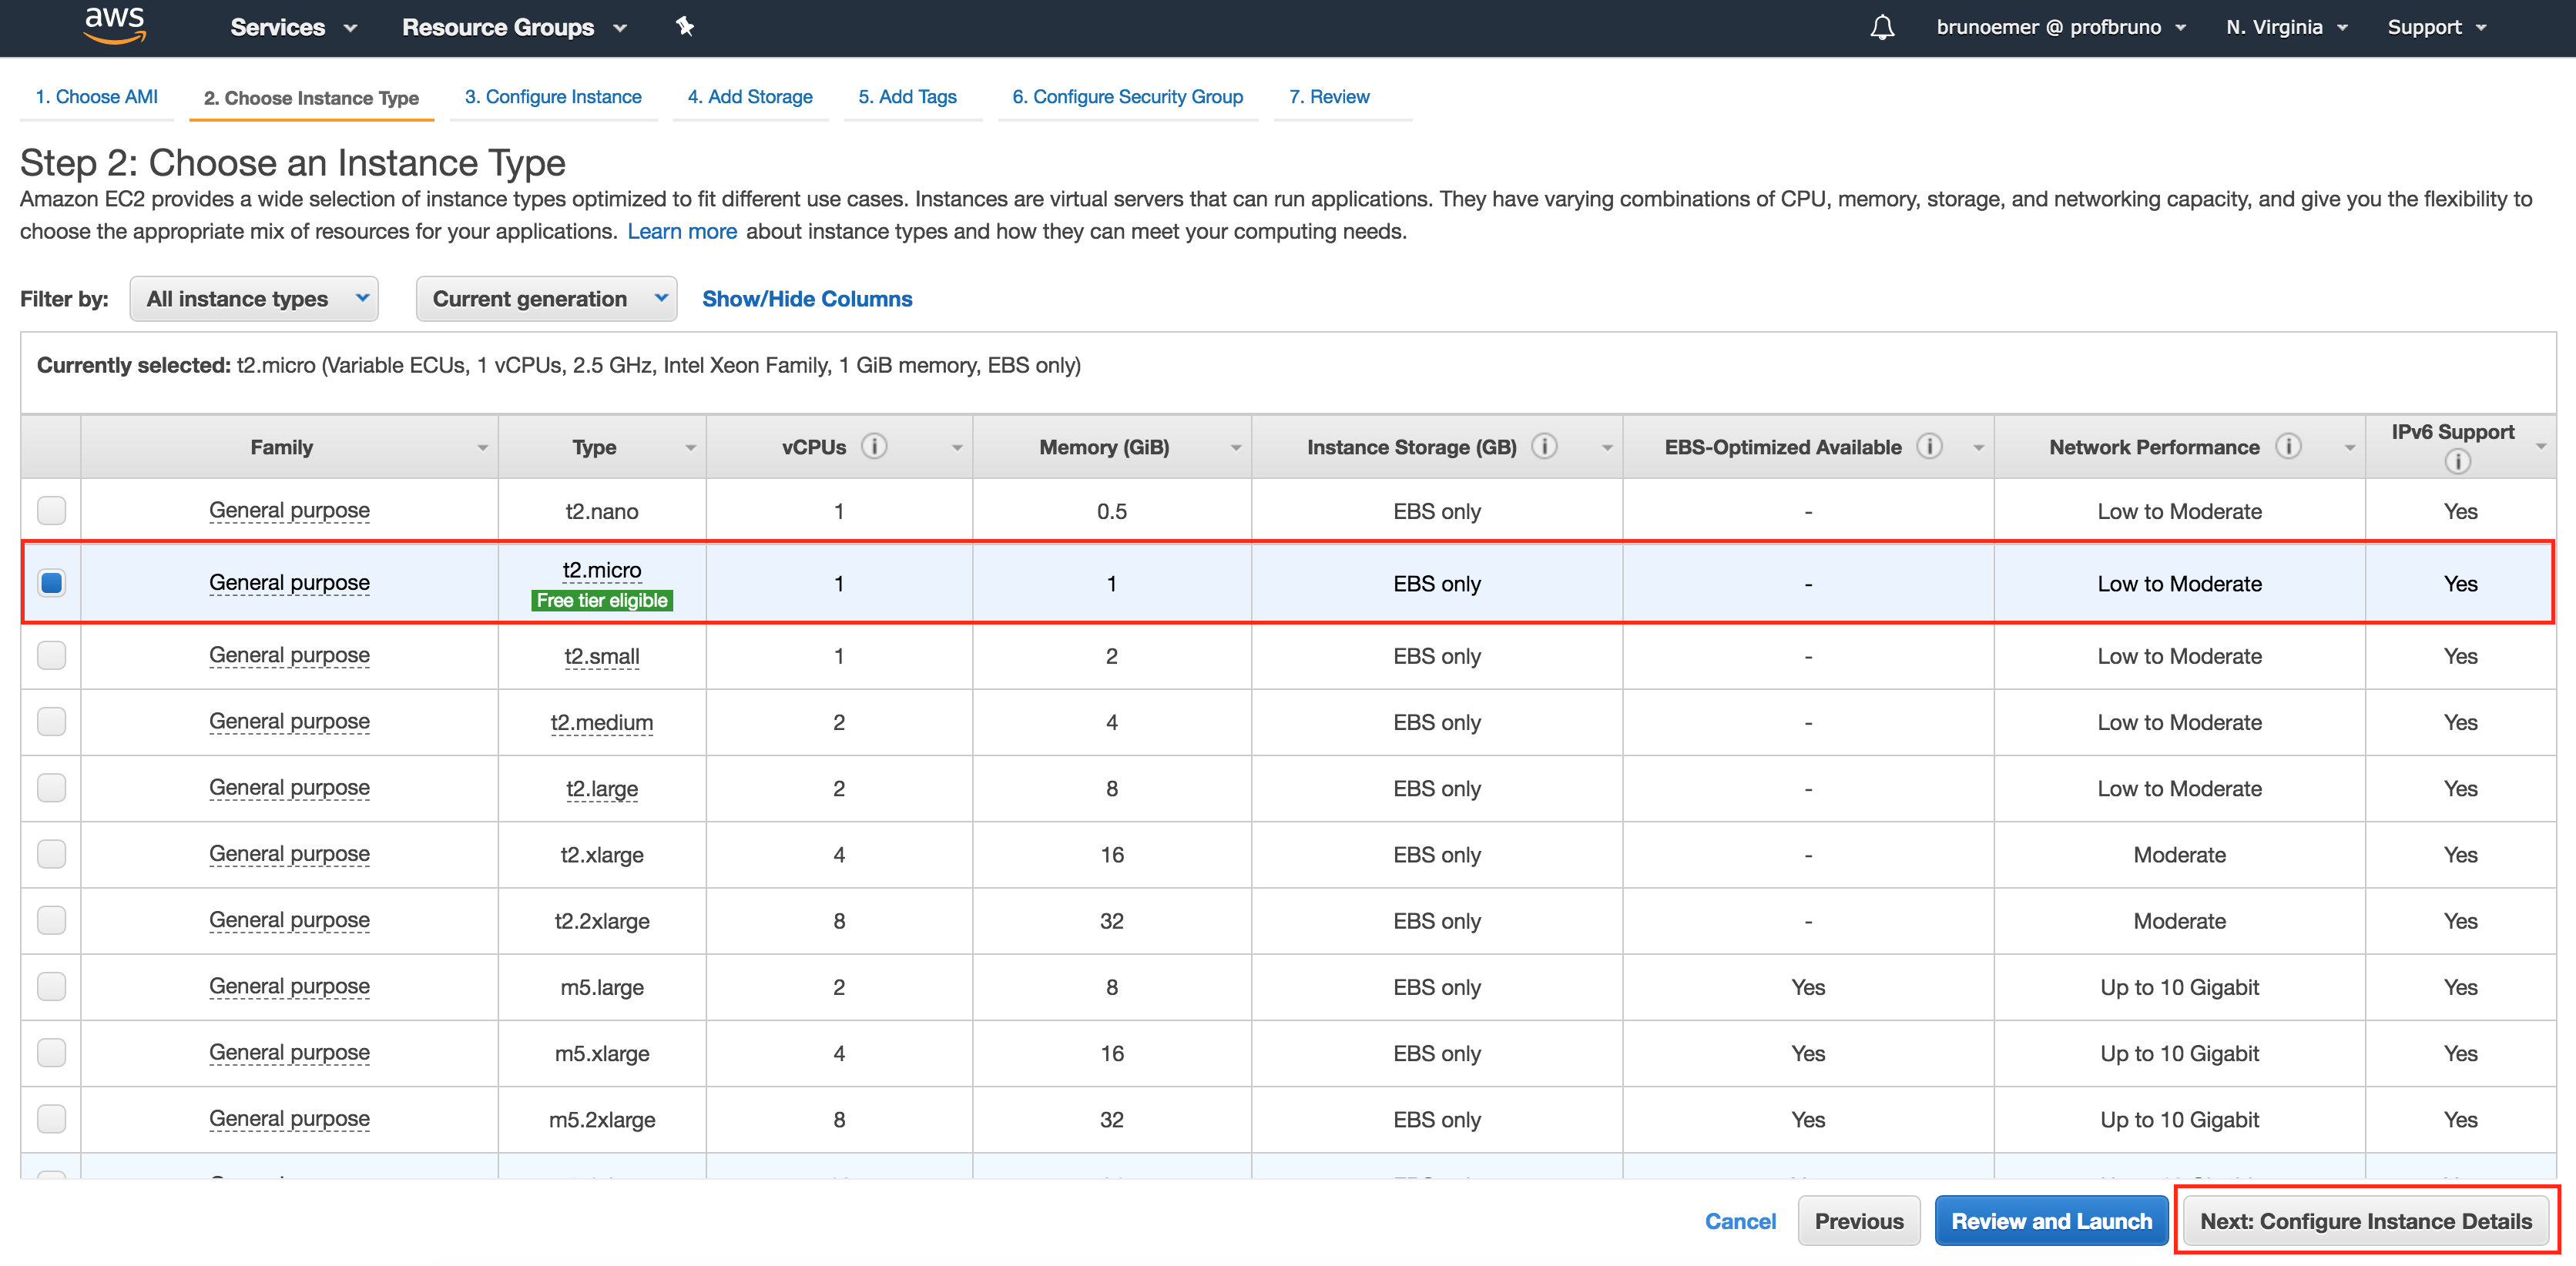 aws Services Resource Groups brunoemer @ profbruno N. Virginia Support
1. Choose AMI 2. Choose Instance Type 3. Configure Instance 4. Add Storage 5. Add Tags 6. Configure Security Group 7. Review
Step 2: Choose an Instance Type
Amazon EC2 provides a wide selection of instance types optimized to fit different use cases. Instances are virtual servers that can run applications. They have varying combinations of CPU, memory, storage, and networking capacity, and give you the flexibility to
choose the appropriate mix of resources for your applications. Learn more about instance types and how they can meet your computing needs.
Filter by: All instance types Current generation Show/Hide Columns
Currently selected: t2.micro (Variable ECUs, 1 vCPUs, 2.5 GHz, Intel Xeon Family, 1 GiB memory, EBS only)
Family Type vCPUs Memory (GiB) Instance Storage (GB) EBS-Optimized Available Network Performance IPv6 Support
General purpose t2.nano 1 0.5 EBS only - Low to Moderate Yes
General purpose t2.micro 1 1 EBS only - Low to Moderate Yes
Free tier eligible
General purpose t2.small 1 2 EBS only - Low to Moderate Yes
General purpose t2.medium 2 4 EBS only - Low to Moderate Yes
General purpose t2.large 2 8 EBS only - Low to Moderate Yes
General purpose t2.xlarge 4 16 EBS only - Moderate Yes
General purpose t2.2xlarge 8 32 EBS only - Moderate Yes
General purpose m5.large 2 8 EBS only Yes Up to 10 Gigabit Yes
General purpose m5.xlarge 4 16 EBS only Yes Up to 10 Gigabit Yes
General purpose m5.2xlarge 8 32 EBS only Yes Up to 10 Gigabit Yes
Cancel Previous Review and Launch Next: Configure Instance Details